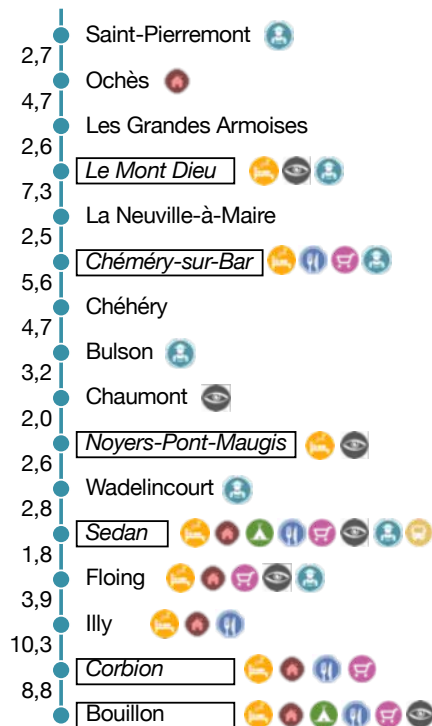 Saint-Pierremont
2,7
Ochès
4,7
Les Grandes Armoises
2,6
Le Mont Dieu
7,3
La Neuville-à-Maire
2,5
Chéméry-sur-Bar
5,6
Chéhéry
4,7
Bulson
3,2
Chaumont
2,0
Noyers-Pont-Maugis
2,6
Wadelincourt
2,8
Sedan
1,8
Floing
3,9
Illy
10,3
Corbion
8,8
Bouillon